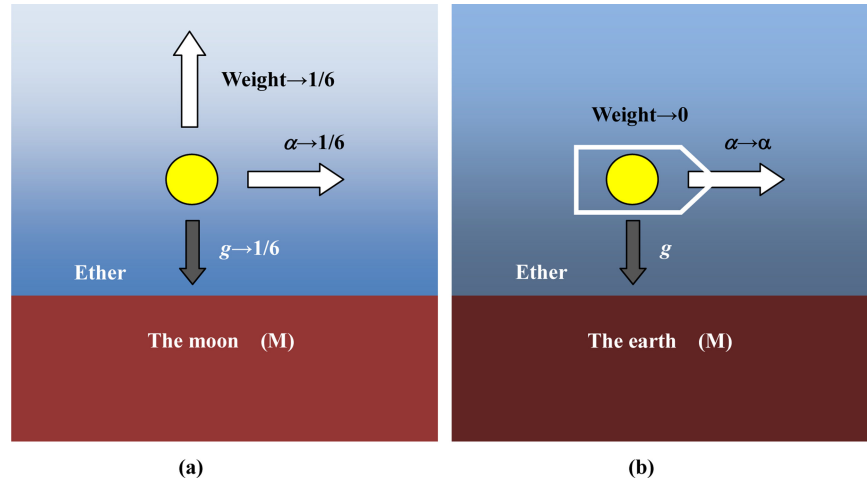 Weight→1/6
α→1/6
g→1/6
Ether
The moon (M)
(a)
Weight→0
α→α
g
Ether
The earth (M)
(b)